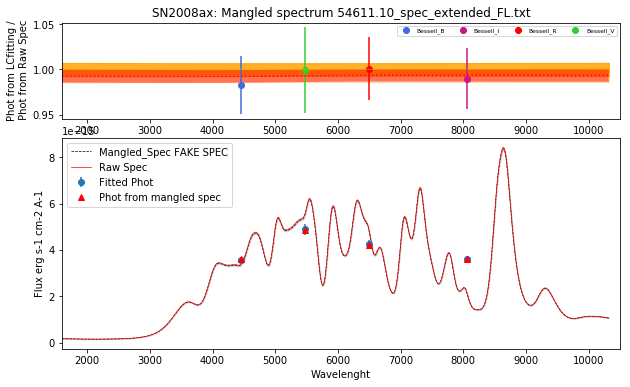 SN2008ax: Mangled spectrum 54611.10_spec_extended_FL.txt
Phot from LCfitting /
Phot from Raw Spec
1.05
1.00
0.95
Bessell_B
Bessell_I
Bessell_R
Bessell_V
2000 3000 4000 5000 6000 7000 8000 9000 10000
Flux erg s-1 cm-2 A-1
8
6
4
2
0
Mangled_Spec FAKE SPEC
Raw Spec
Fitted Phot
Phot from mangled spec
2000 3000 4000 5000 6000 7000 8000 9000 10000
Wavelenght